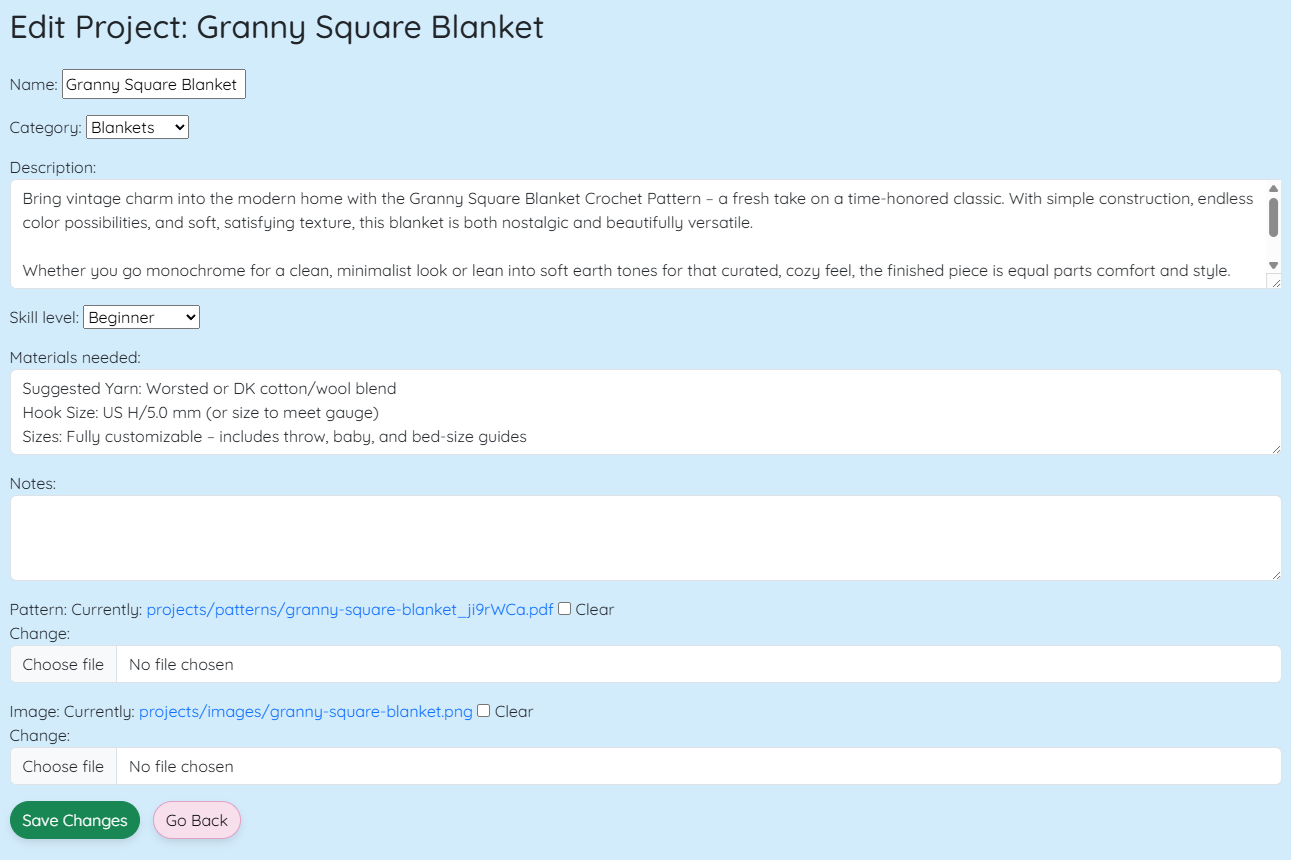 Edit Project: Granny Square Blanket
Name: Granny Square Blanket
Category: Blankets
Description:
Bring vintage charm into the modern home with the Granny Square Blanket Crochet Pattern – a fresh take on a time-honored classic. With simple construction, endless
color possibilities, and soft, satisfying texture, this blanket is both nostalgic and beautifully versatile.
Whether you go monochrome for a clean, minimalist look or lean into soft earth tones for that curated, cozy feel, the finished piece is equal parts comfort and style.
Skill level: Beginner
Materials needed:
Suggested Yarn: Worsted or DK cotton/wool blend
Hook Size: US H/5.0 mm (or size to meet gauge)
Sizes: Fully customizable – includes throw, baby, and bed-size guides
Notes:
Pattern: Currently: projects/patterns/granny-square-blanket_ji9rWCa.pdf Clear
Change:
Choose file No file chosen
Image: Currently: projects/images/granny-square-blanket.png Clear
Change:
Choose file No file chosen
Save Changes Go Back